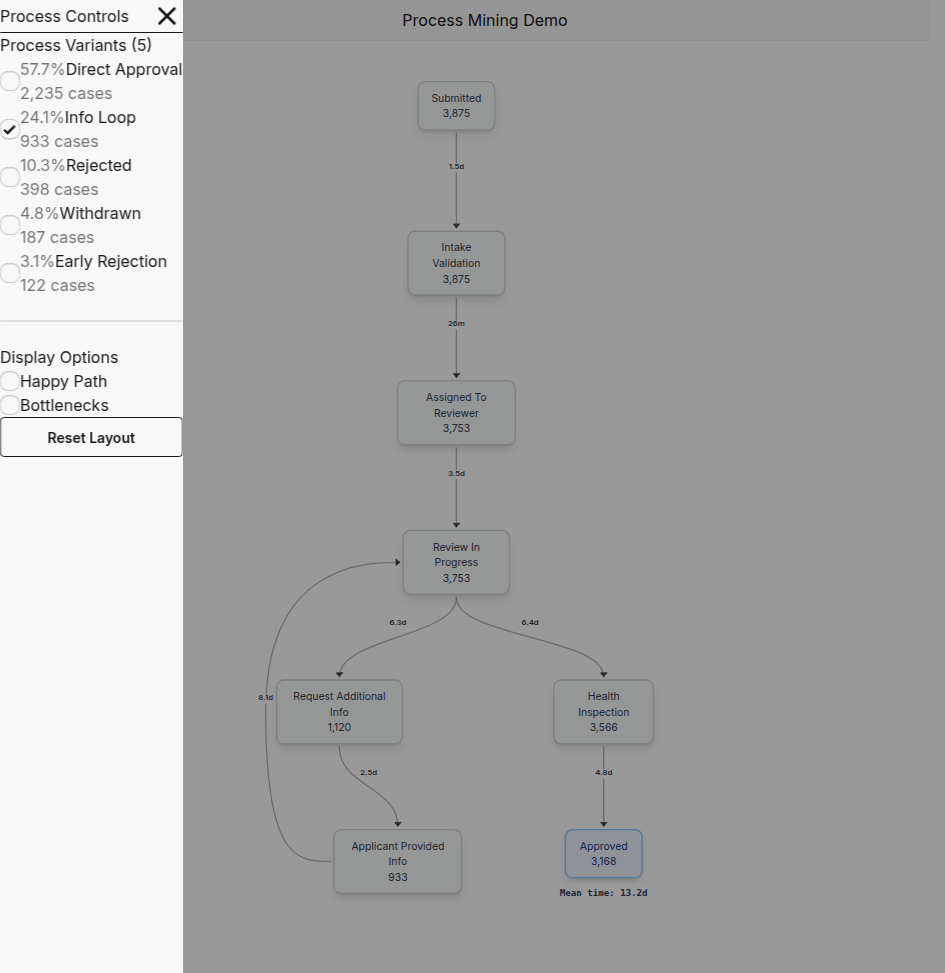 Process Controls
Process Variants (5)
57.7%Direct Approval
2,235 cases
24.1%Info Loop
933 cases
10.3%Rejected
398 cases
4.8%Withdrawn
187 cases
3.1%Early Rejection
122 cases
Display Options
Happy Path
Bottlenecks
Reset Layout
Process Mining Demo
Submitted
3,875
1.5d
Intake
Validation
3,875
26m
Assigned To
Reviewer
3,753
3.5d
Review In
Progress
3,753
6.3d
6.4d
8.1d
Request Additional
Info
1,120
Health
Inspection
3,566
2.5d
4.8d
Applicant Provided
Info
933
Approved
3,168
Mean time: 13.2d